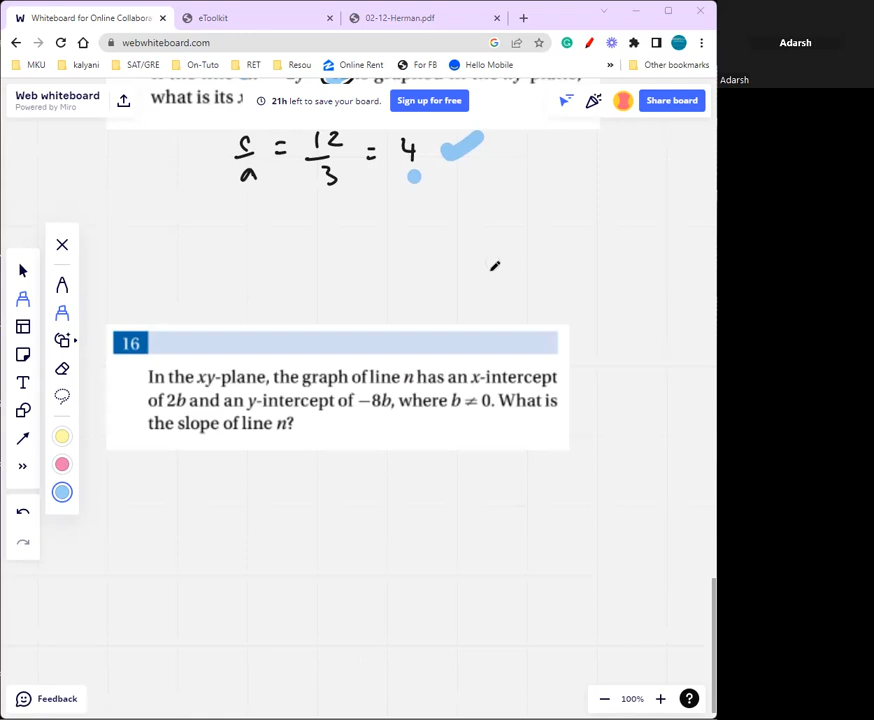 Whiteboard for Online Collabora
eToolkit
02-12-Herman.pdf
webwhiteboard.com
MKU
kalyani
SAT/GRE
On-Tuto
RET
Resou
Online Rent
For FB
Hello Mobile
»
Other bookmarks
Adarsh
Adarsh
Web whiteboard
Powered by Miro
what is its
21h left to save your board.
Sign up for free
Share board
c/a = 12/3 = 4
16
In the xy-plane, the graph of line n has an x-intercept
of 2b and an y-intercept of −8b, where b ≠ 0. What is
the slope of line n?
Feedback
− 100% + ?